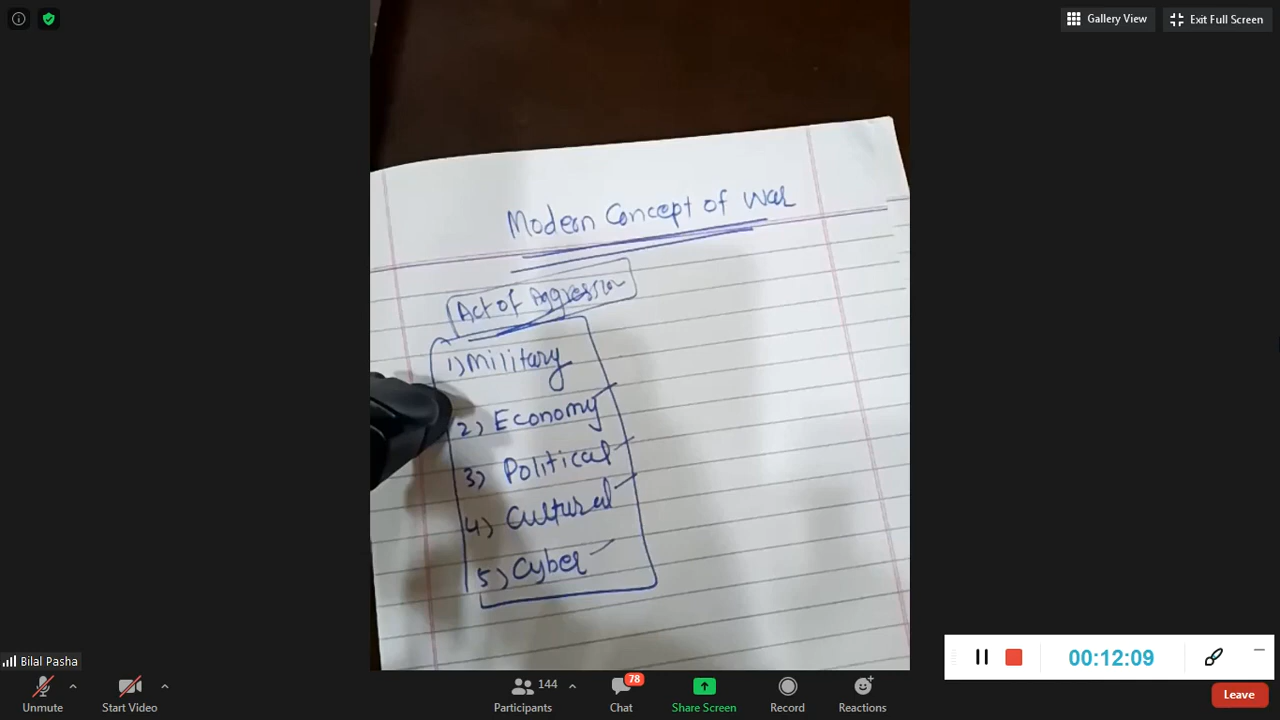 Gallery View
Exit Full Screen
Modern Concept of War
Act of Aggression
1) Military
2) Economy
3) Political
4) Cultural
5) Cyber
Bilal Pasha
00:12:09
Unmute
Start Video
144
Participants
78
Chat
Share Screen
Record
Reactions
Leave